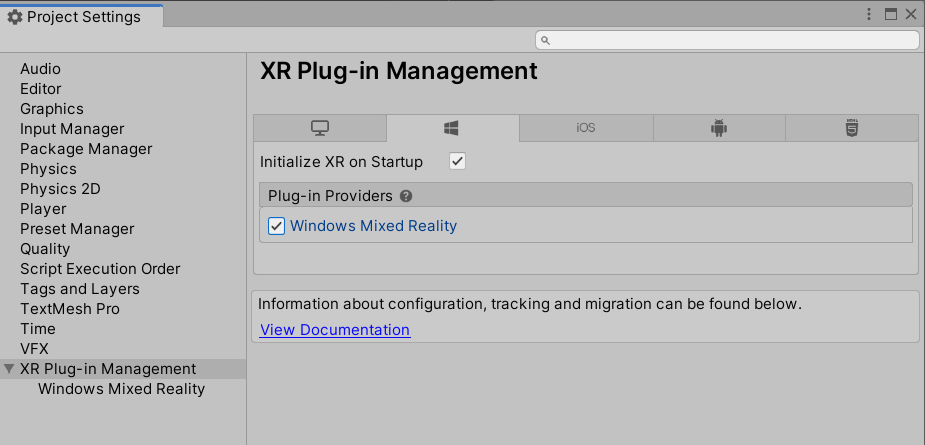 Project Settings
Audio
Editor
Graphics
Input Manager
Package Manager
Physics
Physics 2D
Player
Preset Manager
Quality
Script Execution Order
Tags and Layers
TextMesh Pro
Time
VFX
XR Plug-in Management
Windows Mixed Reality
XR Plug-in Management
iOS
Initialize XR on Startup
Plug-in Providers
Windows Mixed Reality
Information about configuration, tracking and migration can be found below.
View Documentation